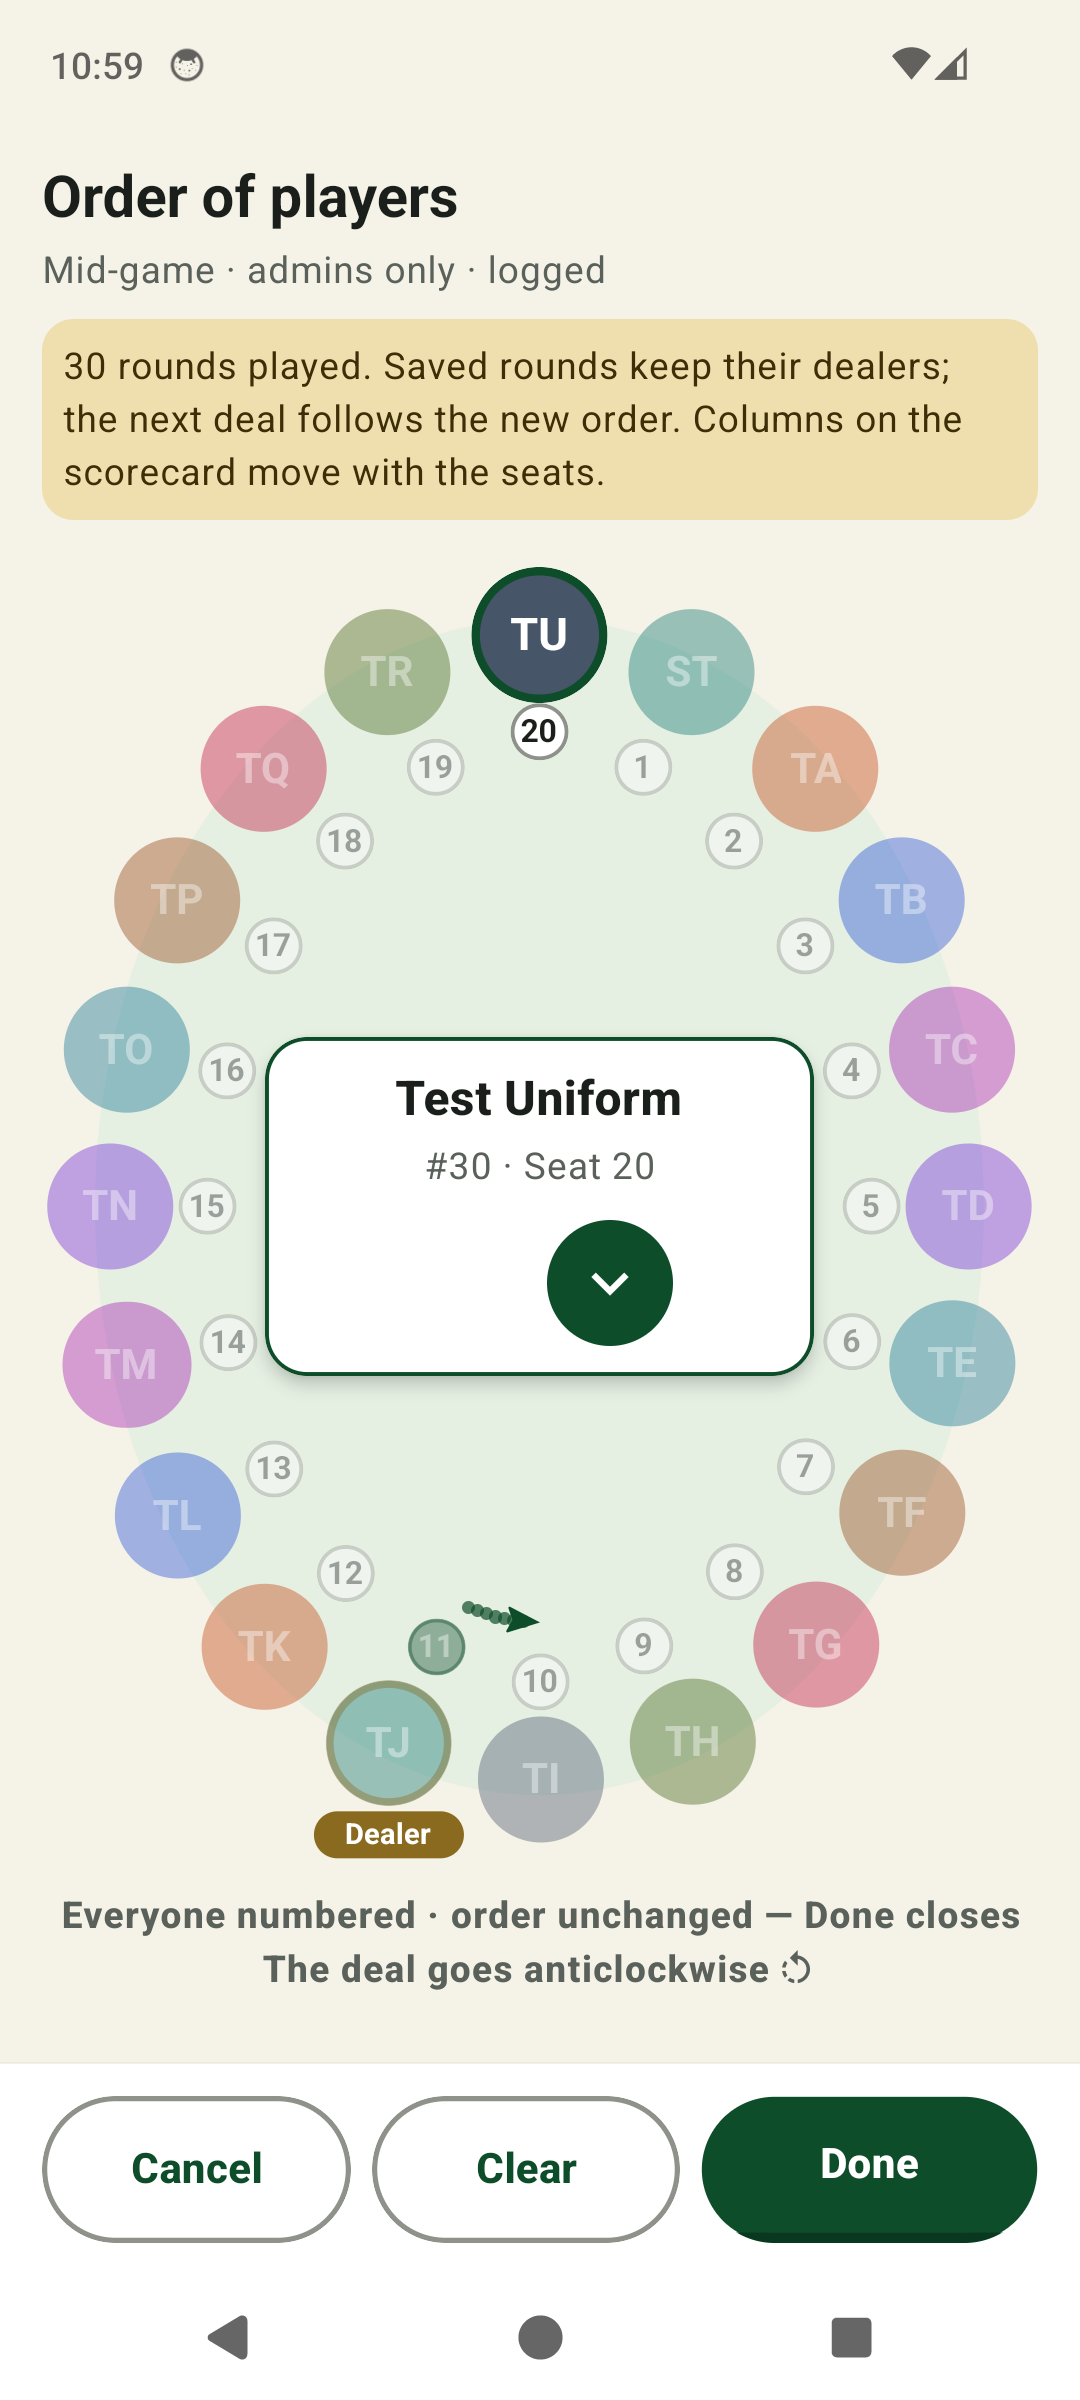 10:59
Order of players
Mid-game · admins only · logged
30 rounds played. Saved rounds keep their dealers;
the next deal follows the new order. Columns on the
scorecard move with the seats.
TU
TR
ST
20
TQ
19
1
TA
18
2
TP
TB
17
3
TO
16
4
TC
Test Uniform
#30 · Seat 20
TN
15
5
TD
TM
14
6
TE
13
7
TL
TF
12
8
TK
11
9
TG
10
TJ
TI
TH
Dealer
Everyone numbered · order unchanged — Done closes
The deal goes anticlockwise
Cancel
Clear
Done